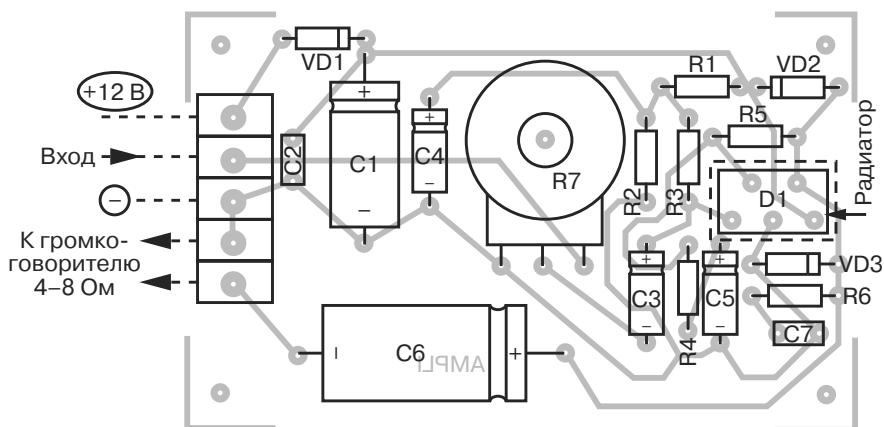 VD1
R1
VD2
+12 В
+
+
R5
Вход
C2
C1
C4
R7
R2
R3
D1
Радиатор
–
–
–
К громко-
говорителю
4–8 Ом
+
+
VD3
C3
C5
R6
–
–
R4
C7
–
C6
AMPLI
+